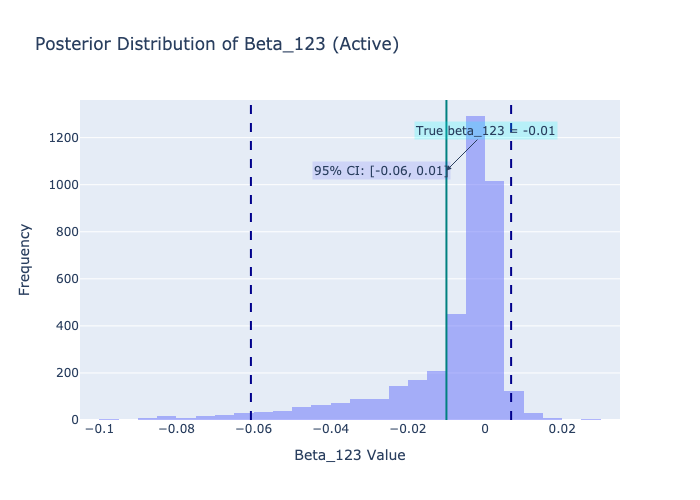 Posterior Distribution of Beta_123 (Active)
True beta_123 = -0.01
95% CI: [-0.06, 0.01]
Frequency
1200
1000
800
600
400
200
0
−0.1 −0.08 −0.06 −0.04 −0.02 0 0.02
Beta_123 Value